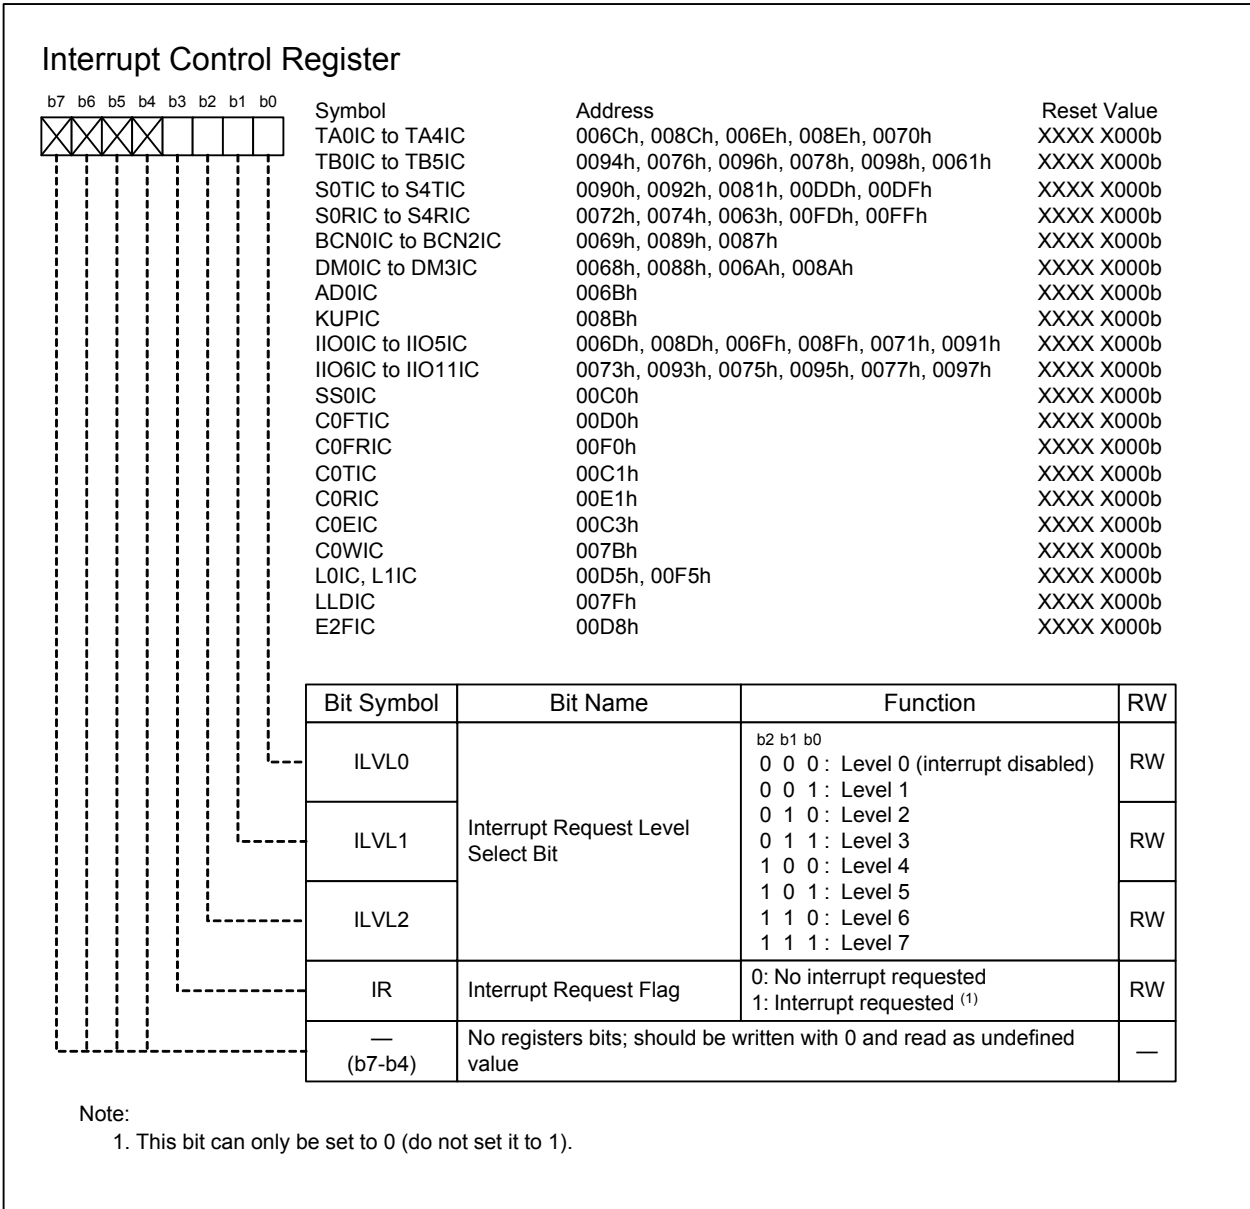 Interrupt Control Register
b7 b6 b5 b4 b3 b2 b1 b0
Symbol Address Reset Value
TA0IC to TA4IC 006Ch, 008Ch, 006Eh, 008Eh, 0070h XXXX X000b
TB0IC to TB5IC 0094h, 0076h, 0096h, 0078h, 0098h, 0061h XXXX X000b
S0TIC to S4TIC 0090h, 0092h, 0081h, 00DDh, 00DFh XXXX X000b
S0RIC to S4RIC 0072h, 0074h, 0063h, 00FDh, 00FFh XXXX X000b
BCN0IC to BCN2IC 0069h, 0089h, 0087h XXXX X000b
DM0IC to DM3IC 0068h, 0088h, 006Ah, 008Ah XXXX X000b
AD0IC 006Bh XXXX X000b
KUPIC 008Bh XXXX X000b
IIO0IC to IIO5IC 006Dh, 008Dh, 006Fh, 008Fh, 0071h, 0091h XXXX X000b
IIO6IC to IIO11IC 0073h, 0093h, 0075h, 0095h, 0077h, 0097h XXXX X000b
SS0IC 00C0h XXXX X000b
C0FTIC 00D0h XXXX X000b
C0FRIC 00F0h XXXX X000b
C0TIC 00C1h XXXX X000b
C0RIC 00E1h XXXX X000b
C0EIC 00C3h XXXX X000b
C0WIC 007Bh XXXX X000b
L0IC, L1IC 00D5h, 00F5h XXXX X000b
LLDIC 007Fh XXXX X000b
E2FIC 00D8h XXXX X000b
Bit Symbol Bit Name Function RW
ILVL0 RW
ILVL1 RW
ILVL2 RW
Interrupt Request Level
Select Bit
b2 b1 b0
0 0 0 : Level 0 (interrupt disabled)
0 0 1 : Level 1
0 1 0 : Level 2
0 1 1 : Level 3
1 0 0 : Level 4
1 0 1 : Level 5
1 1 0 : Level 6
1 1 1 : Level 7
IR Interrupt Request Flag 0: No interrupt requested RW
1: Interrupt requested (1)
— No registers bits; should be written with 0 and read as undefined —
(b7-b4) value
Note:
1. This bit can only be set to 0 (do not set it to 1).